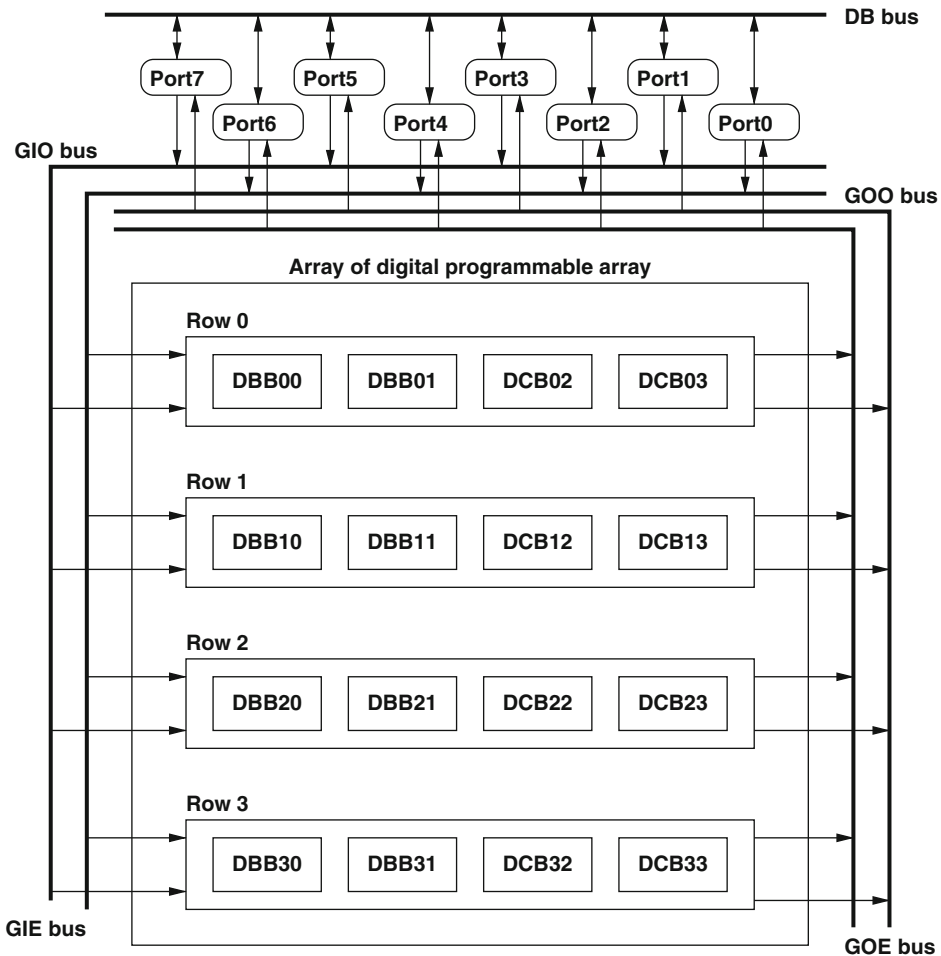 DB bus
Port7
Port5
Port3
Port1
Port6
Port4
Port2
Port0
GIO bus
GOO bus
Array of digital programmable array
Row 0
DBB00
DBB01
DCB02
DCB03
Row 1
DBB10
DBB11
DCB12
DCB13
Row 2
DBB20
DBB21
DCB22
DCB23
Row 3
DBB30
DBB31
DCB32
DCB33
GIE bus
GOE bus